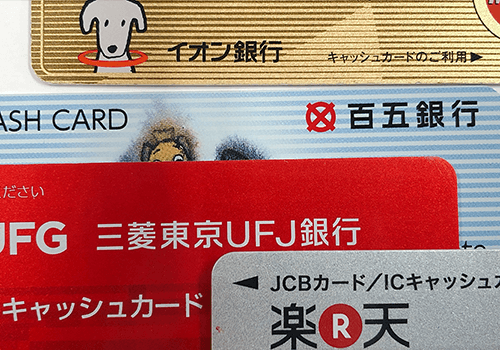 イオン銀行
キャッシュカードのご利用▶
ASH CARD
百五銀行
ださい
UFG 三菱東京UFJ銀行
キャッシュカード
◀ JCBカード/ICキャッシュカ
楽R天